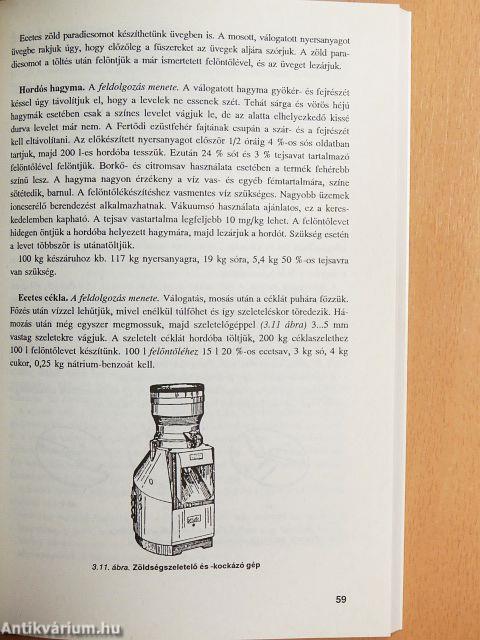 Ecetes zöld paradicsomot készíthetünk üvegben is. A mosott, válogatott nyersanyagot
üvegbe rakjuk úgy, hogy előzőleg a fűszereket az üvegek aljára szórjuk. A zöld para-
dicsomot a töltés után felöntjük a már ismertetett felöntőlével, és az üveget lezárjuk.
Hordós hagyma. A feldolgozás menete. A válogatott hagyma gyökér- és fejrészét
késsel úgy távolítjuk el, hogy a levelek ne essenek szét. Tehát sárga és vörös héjú
hagymák esetében csak a színes levelet vágjuk le, de az alatta elhelyezkedő kissé
durva levelet már nem. A Fertődi ezüstfehér fajtának csupán a szár- és a fejrészét
kell eltávolítani. Az előkészített nyersanyagot először 1/2 óráig 4 %-os sós oldatban
tartjuk, majd 200 l-es hordóba tesszük. Ezután 24 % sót és 3 % tejsavat tartalmazó
felöntőlével felöntjük. Borkő- és citromsav használata esetében a termék fehérebb
színű lesz. A hagyma nagyon érzékeny a víz vas- és egyéb fémtartalmára, színe
sötétedik, barnul. A felöntőlékészítéshez vasmentes víz szükséges. Nagyobb üzemek
ioncserélő berendezést alkalmazhatnak. Vákuumsó használata ajánlatos, ez a keres-
kedelemben kapható. A tejsav vastartalma legfeljebb 10 mg/kg lehet. A felöntőlevet
hidegen öntjük a hordóba helyezett hagymára, majd lezárjuk a hordót. Szükség esetén
a levet többször is utánatöltjük.
100 kg készáruhoz kb. 117 kg nyersanyagra, 19 kg sóra, 5,4 kg 50 %-os tejsavra
van szükség.
Ecetes cékla. A feldolgozás menete. Válogatás, mosás után a céklát puhára főzzük.
Főzés után vízzel lehűtjük, mivel enélkül túlfőhet és így szeleteléskor töredezik. Há-
mozás után még egyszer megmossuk, majd szeletelőgéppel (3.11 ábra) 3...5 mm
vastag szeletekre vágjuk. A szeletelt céklát hordóba töltjük, 200 kg céklaszelethez
100 l felöntőlevet készítünk. 100 l felöntőléhez 15 l 20 %-os ecetsav, 3 kg só, 4 kg
cukor, 0,25 kg nátrium-benzoát kell.
3.11. ábra. Zöldségszeletelő és -kockázó gép
59
Antikvárium.hu